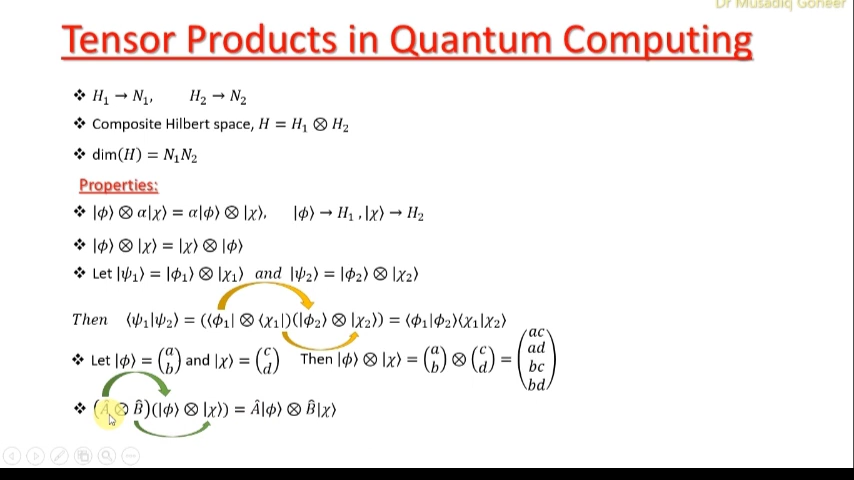 Dr Musadiq Goheer
Tensor Products in Quantum Computing
❖ H₁ → N₁, H₂ → N₂
❖ Composite Hilbert space, H = H₁ ⊗ H₂
❖ dim(H) = N₁N₂
Properties:
❖ |ϕ⟩ ⊗ α|χ⟩ = α|ϕ⟩ ⊗ |χ⟩, |ϕ⟩ → H₁ , |χ⟩ → H₂
❖ |ϕ⟩ ⊗ |χ⟩ = |χ⟩ ⊗ |ϕ⟩
❖ Let |ψ₁⟩ = |ϕ₁⟩ ⊗ |χ₁⟩ and |ψ₂⟩ = |ϕ₂⟩ ⊗ |χ₂⟩
Then ⟨ψ₁|ψ₂⟩ = (⟨ϕ₁| ⊗ ⟨χ₁|)(|ϕ₂⟩ ⊗ |χ₂⟩) = ⟨ϕ₁|ϕ₂⟩⟨χ₁|χ₂⟩
❖ Let |ϕ⟩ = (a b) and |χ⟩ = (c d) Then |ϕ⟩ ⊗ |χ⟩ = (a b) ⊗ (c d) = (ac ad bc bd)
❖ (Â ⊗ B̂)(|ϕ⟩ ⊗ |χ⟩) = Â|ϕ⟩ ⊗ B̂|χ⟩